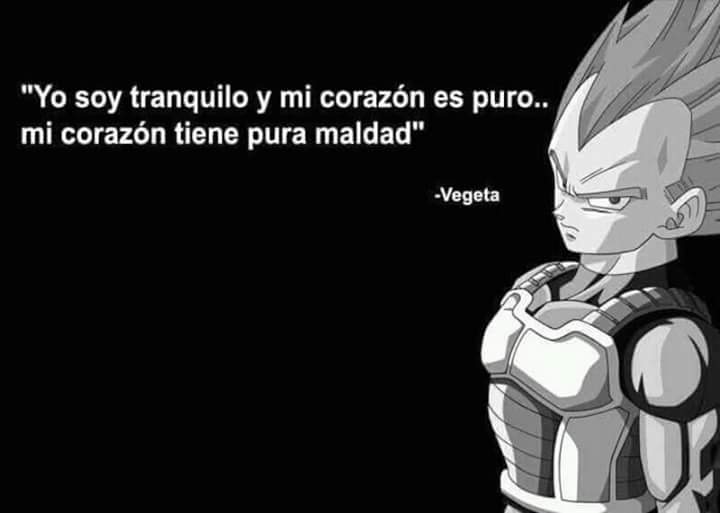 "Yo soy tranquilo y mi corazón es puro..
mi corazón tiene pura maldad"
-Vegeta